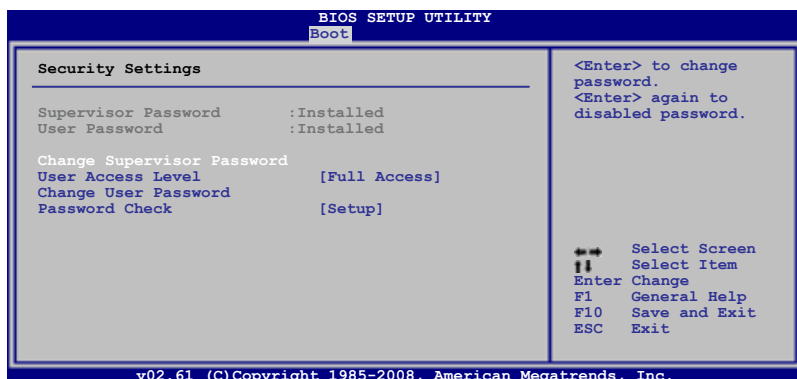 BIOS SETUP UTILITY
Boot
Security Settings
Supervisor Password :Installed
User Password :Installed
Change Supervisor Password
User Access Level [Full Access]
Change User Password
Password Check [Setup]
<Enter> to change
password.
<Enter> again to
disabled password.
Select Screen
Select Item
Enter Change
F1 General Help
F10 Save and Exit
ESC Exit
v02.61 (C)Copyright 1985-2008, American Megatrends, Inc.